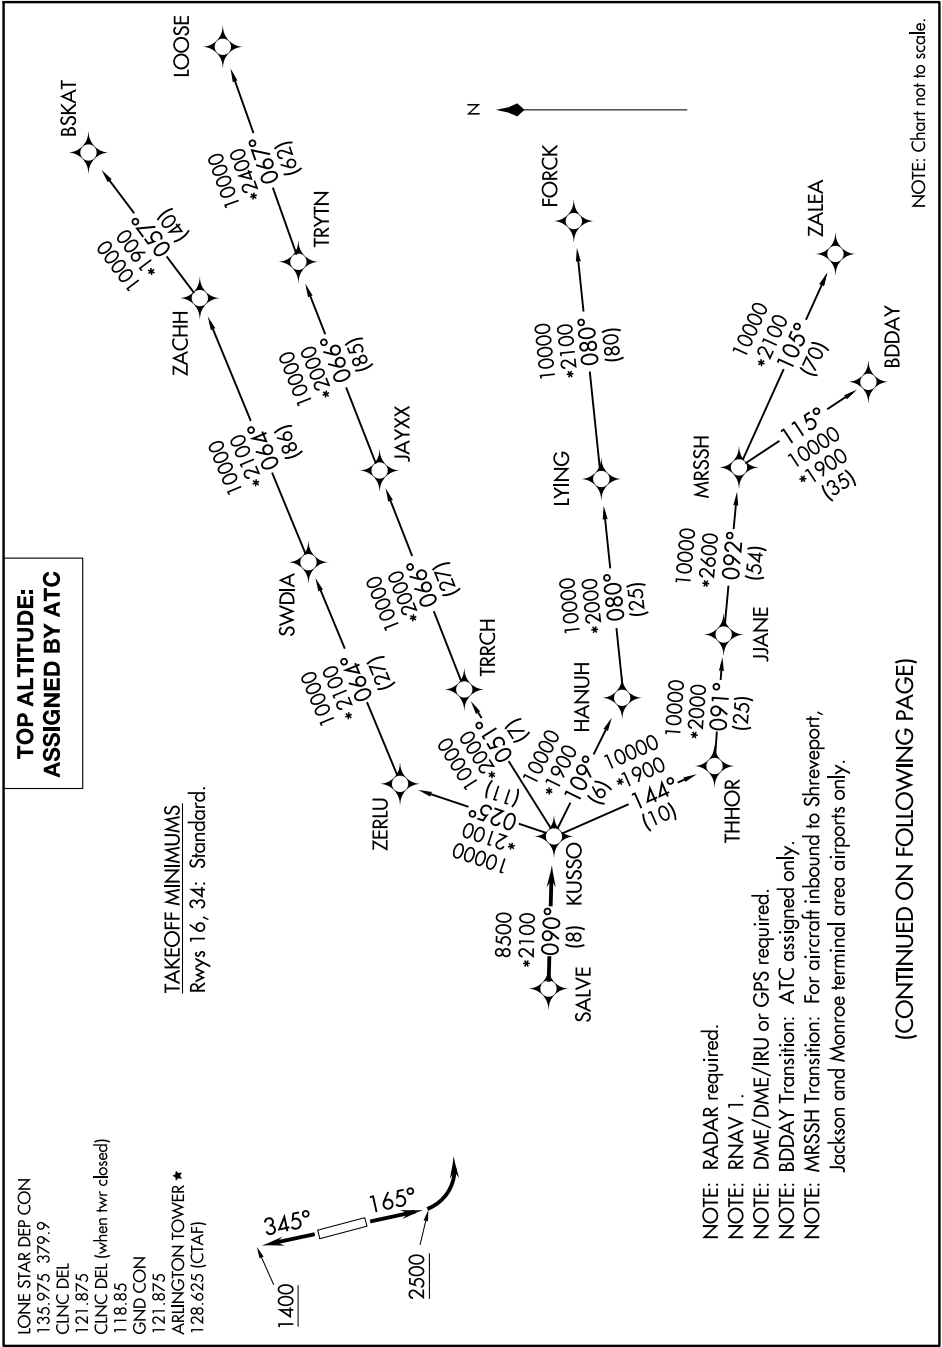 LONE STAR DEP CON
135.975 379.9
CLNC DEL
121.875
CLNC DEL (when twr closed)
118.85
GND CON
121.875
ARLINGTON TOWER ★
128.625 (CTAF)
TOP ALTITUDE:
ASSIGNED BY ATC
TAKEOFF MINIMUMS
Rwys 16, 34: Standard.
345°
165°
1400
2500
SALVE
8500
*2100
090°
(8)
KUSSO
10000
*2100
025°
(11)
ZERLU
10000
*2100
064°
(27)
SWDIA
10000
*2100
064°
(86)
ZACHH
10000
*1900
057°
(40)
BSKAT
10000
*2000
051°
(7)
TRRCH
10000
*2000
066°
(27)
JAYXX
10000
*2000
066°
(85)
TRYTN
10000
*2400
067°
(62)
LOOSE
10000
*1900
109°
(6)
HANUH
10000
*2000
080°
(25)
LYING
10000
*2100
080°
(80)
FORCK
10000
*1900
144°
(10)
THHOR
10000
*2000
091°
(25)
JJANE
10000
*2600
092°
(54)
MRSSH
10000
*2100
105°
(70)
ZALEA
115°
10000
*1900
(35)
BDDAY
N
NOTE: RADAR required.
NOTE: RNAV 1.
NOTE: DME/DME/IRU or GPS required.
NOTE: BDDAY Transition: ATC assigned only.
NOTE: MRSSH Transition: For aircraft inbound to Shreveport,
Jackson and Monroe terminal area airports only.
(CONTINUED ON FOLLOWING PAGE)
NOTE: Chart not to scale.